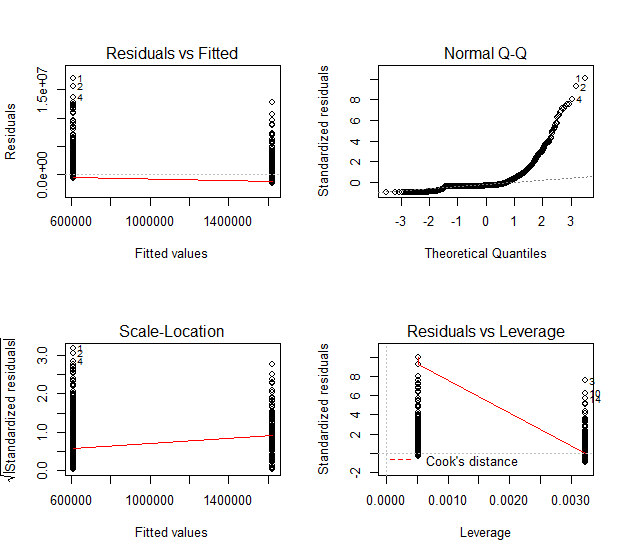 Residuals vs Fitted
Residuals
0.0e+00 1.5e+07
1
2
4
600000 1000000 1400000
Fitted values
Normal Q-Q
Standardized residuals
0 2 4 6 8
1
2
4
-3 -2 -1 0 1 2 3
Theoretical Quantiles
Scale-Location
√|Standardized residuals|
0.0 1.0 2.0 3.0
1
2
4
600000 1000000 1400000
Fitted values
Residuals vs Leverage
Standardized residuals
-2 0 2 4 6 8
3
10
14
Cook's distance
0.0000 0.0010 0.0020 0.0030
Leverage